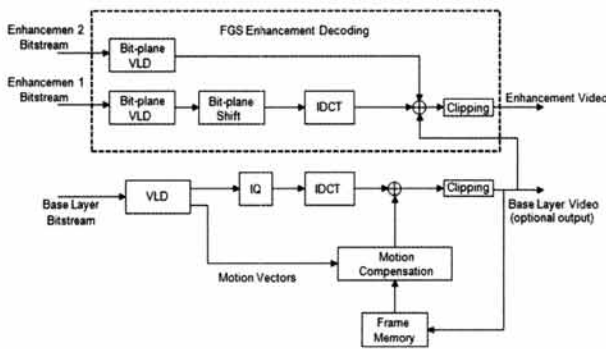 FGS Enhancement Decoding
Enhancemen 2
Bitstream
Bit-plane
VLD
Enhancemen 1
Bitstream
Bit-plane
VLD
Bit-plane
Shift
IDCT
Clipping
Enhancement Video
Base Layer
Bitstream
VLD
IQ
IDCT
Clipping
Base Layer Video
(optional output)
Motion Vectors
Motion
Compensation
Frame
Memory